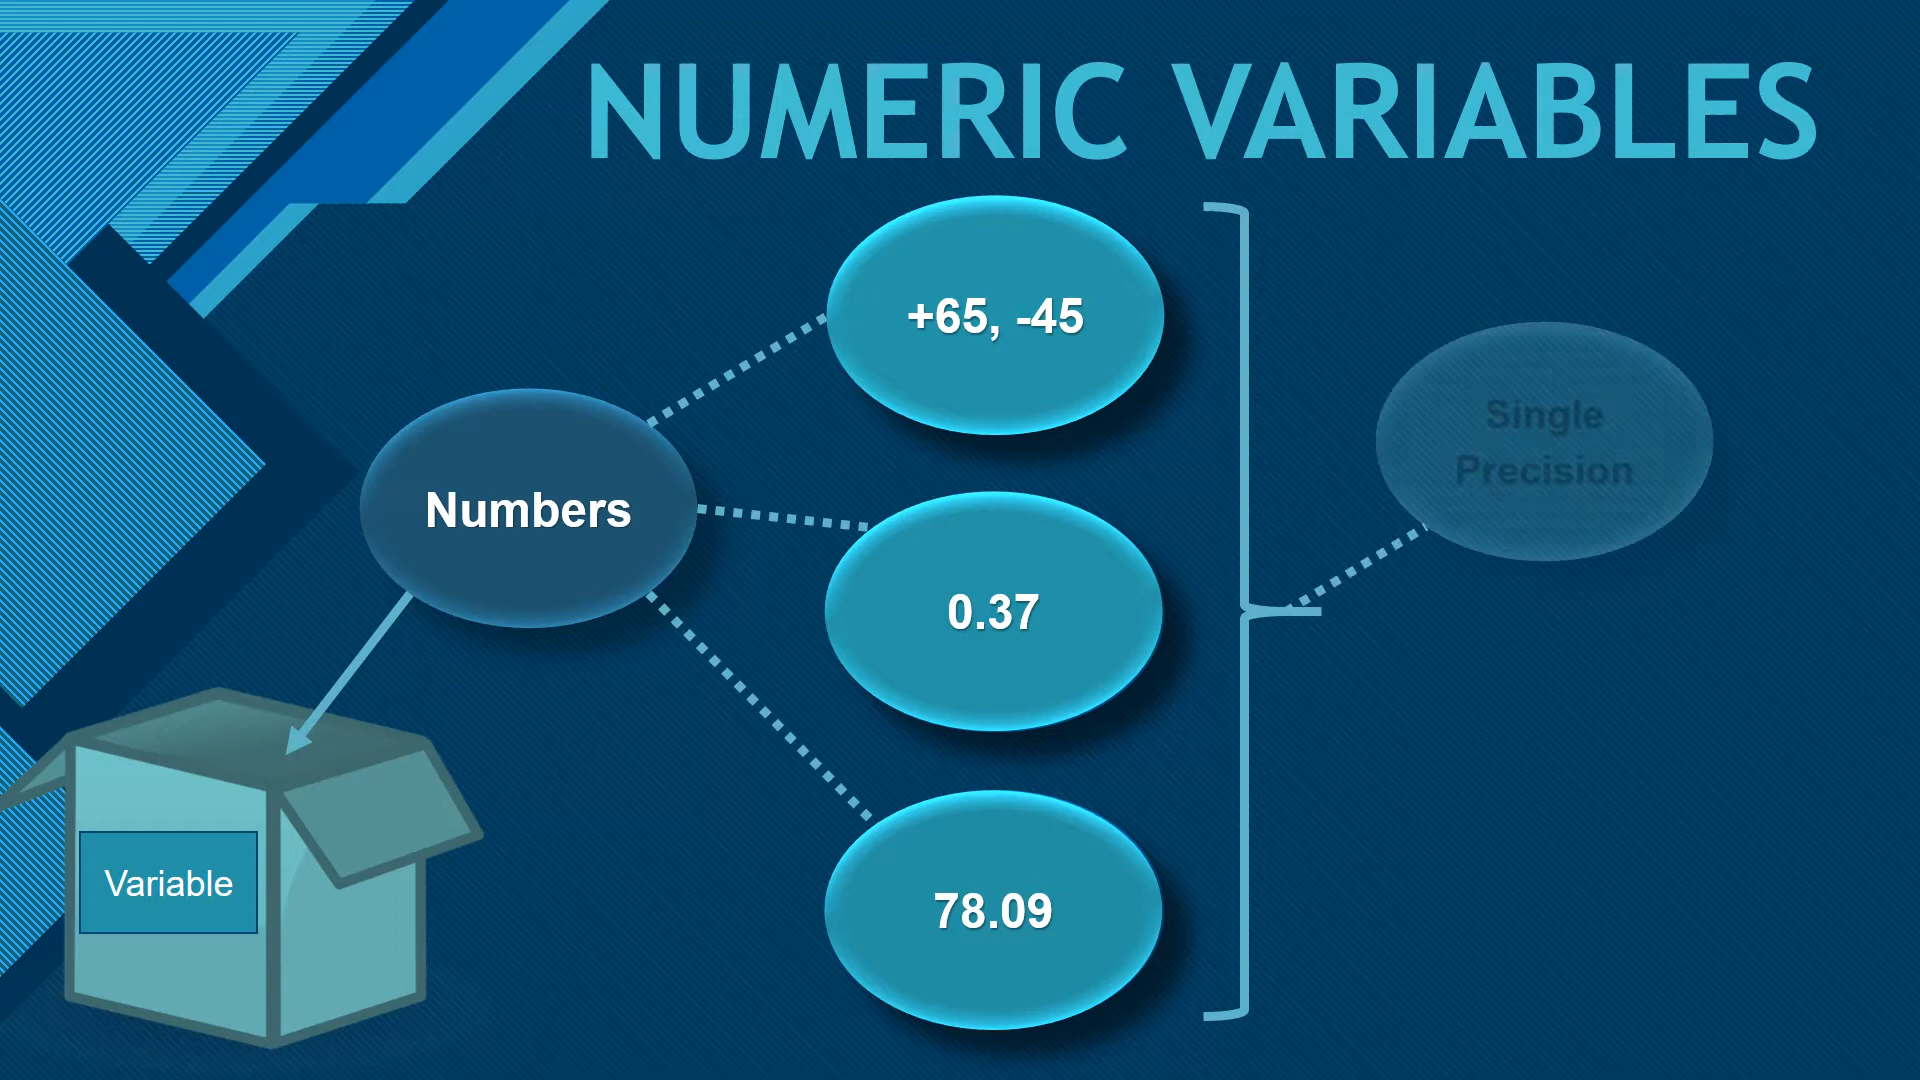 NUMERIC VARIABLES
+65, -45
Single
Precision
Numbers
0.37
Variable
78.09